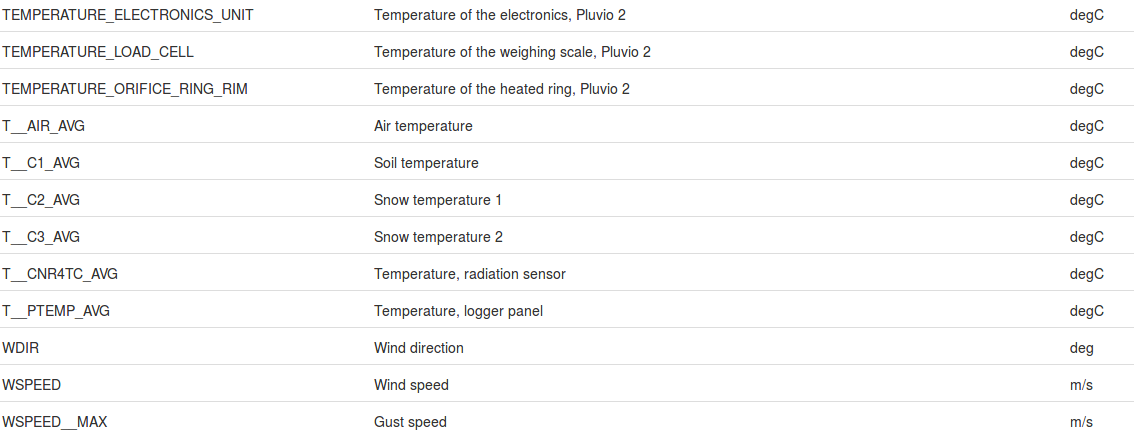 TEMPERATURE_ELECTRONICS_UNIT Temperature of the electronics, Pluvio 2 degC
TEMPERATURE_LOAD_CELL Temperature of the weighing scale, Pluvio 2 degC
TEMPERATURE_ORIFICE_RING_RIM Temperature of the heated ring, Pluvio 2 degC
T__AIR_AVG Air temperature degC
T__C1_AVG Soil temperature degC
T__C2_AVG Snow temperature 1 degC
T__C3_AVG Snow temperature 2 degC
T__CNR4TC_AVG Temperature, radiation sensor degC
T__PTEMP_AVG Temperature, logger panel degC
WDIR Wind direction deg
WSPEED Wind speed m/s
WSPEED__MAX Gust speed m/s